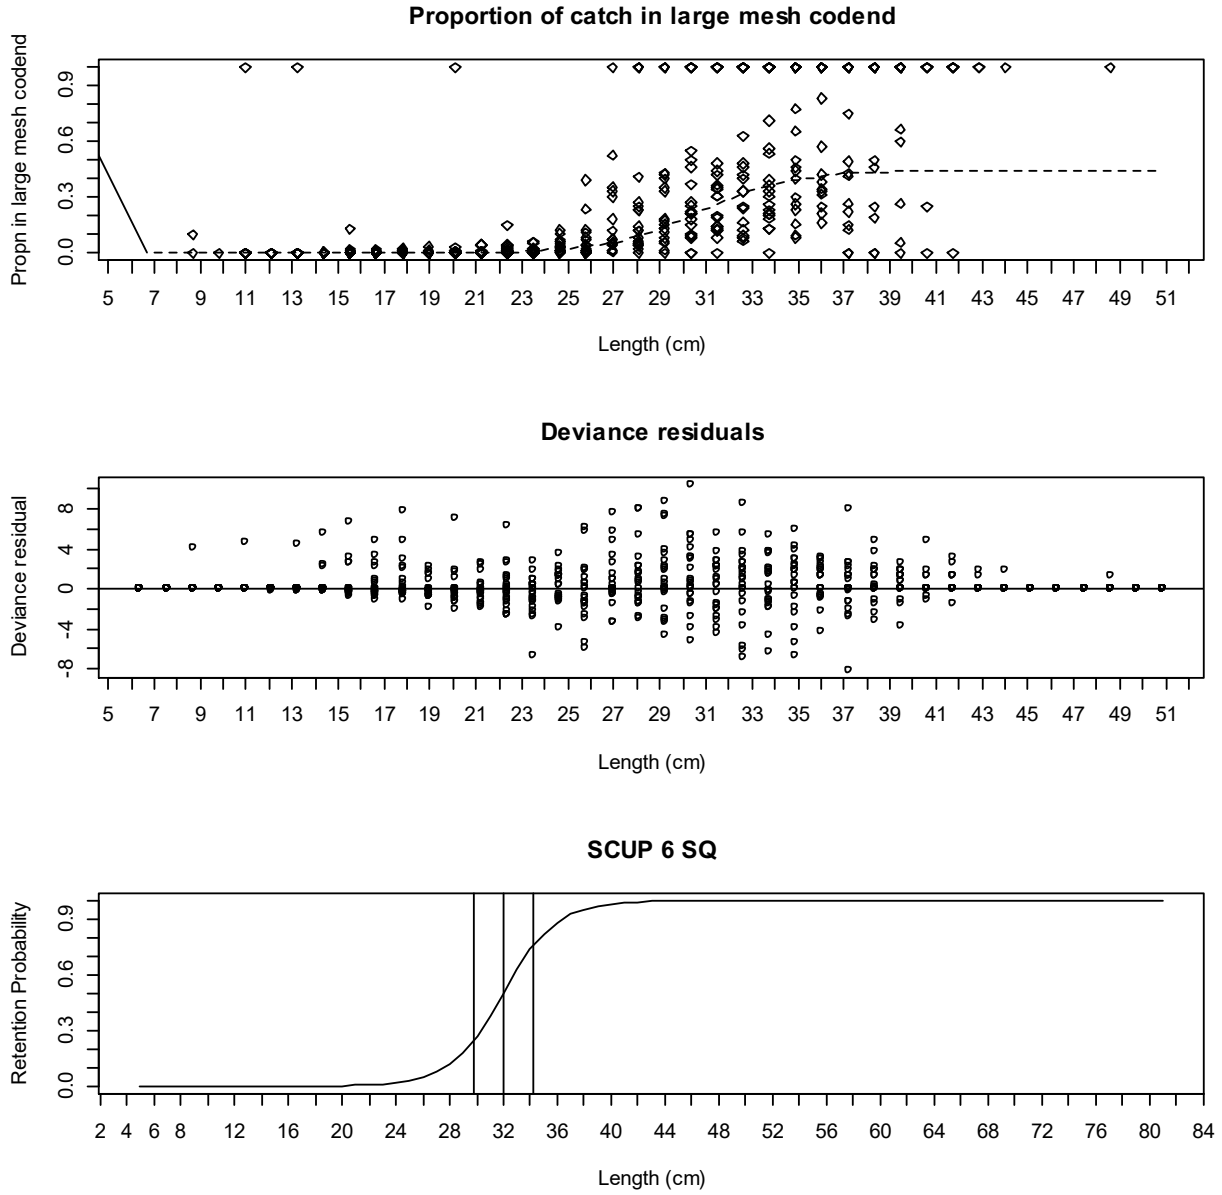 Proportion of catch in large mesh codend
Propn in large mesh codend
0.9
0.6
0.3
0.0
5 7 9 11 13 15 17 19 21 23 25 27 29 31 33 35 37 39 41 43 45 47 49 51
Length (cm)
Deviance residuals
Deviance residual
8
4
0
-4
-8
5 7 9 11 13 15 17 19 21 23 25 27 29 31 33 35 37 39 41 43 45 47 49 51
Length (cm)
SCUP 6 SQ
Retention Probability
0.9
0.6
0.3
0.0
2 4 6 8 12 16 20 24 28 32 36 40 44 48 52 56 60 64 68 72 76 80 84
Length (cm)